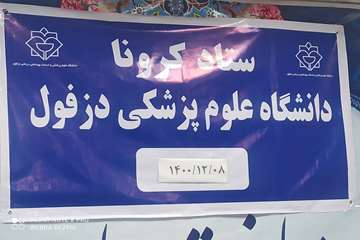 ستاد کرونا
دانشگاه علوم پزشکی دزفول
۱۴۰۰/۱۲/۰۸